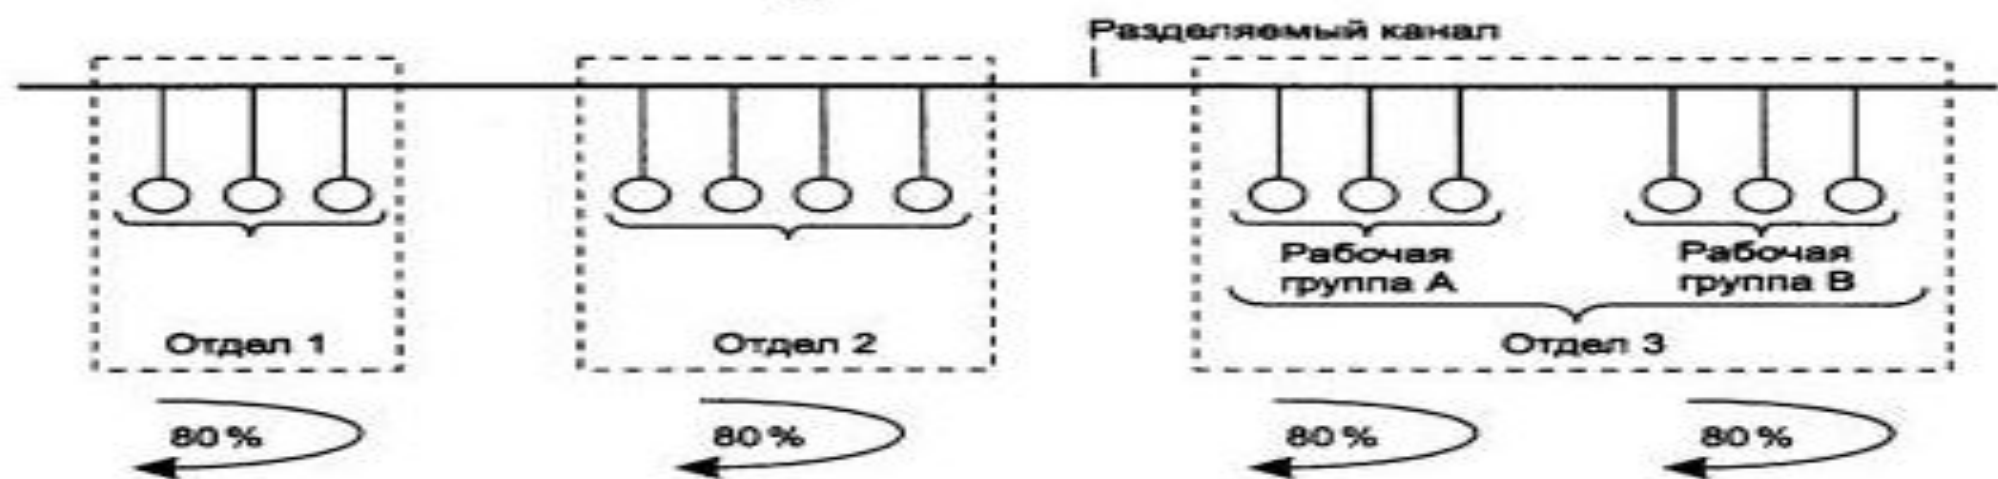 Разделяемый канал
Рабочая
группа А
Рабочая
группа В
Отдел 1
Отдел 2
Отдел 3
80%
80%
80%
80%